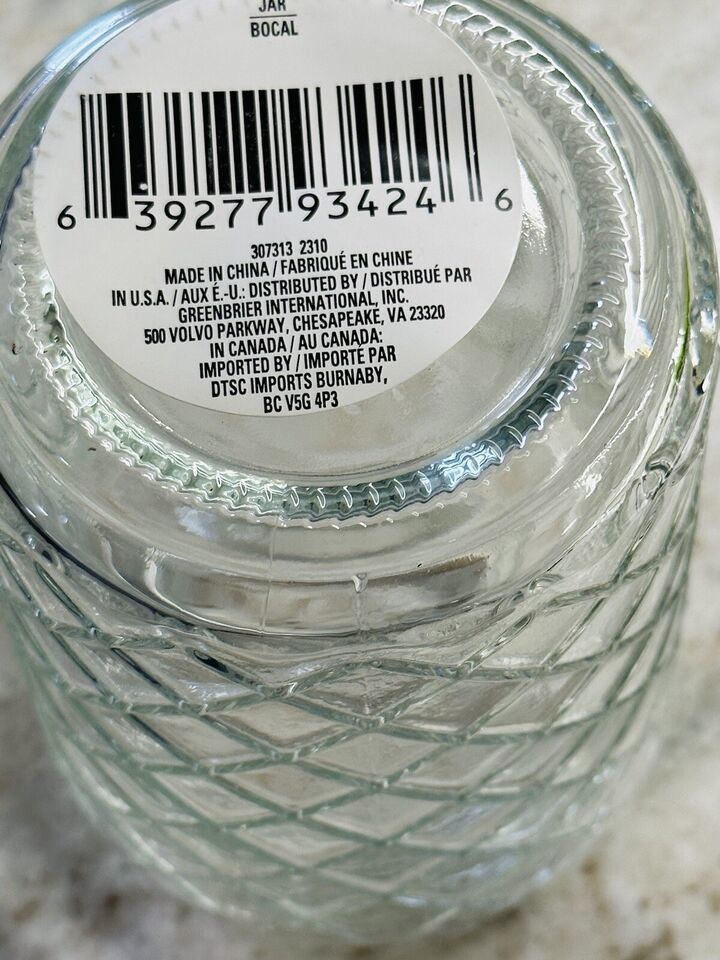 JAR
BOCAL
6 39277 93424 6
307313 2310
MADE IN CHINA / FABRIQUÉ EN CHINE
IN U.S.A. / AUX É.-U.: DISTRIBUTED BY / DISTRIBUÉ PAR
GREENBRIER INTERNATIONAL, INC.
500 VOLVO PARKWAY, CHESAPEAKE, VA 23320
IN CANADA / AU CANADA:
IMPORTED BY / IMPORTÉ PAR
DTSC IMPORTS BURNABY,
BC V5G 4P3